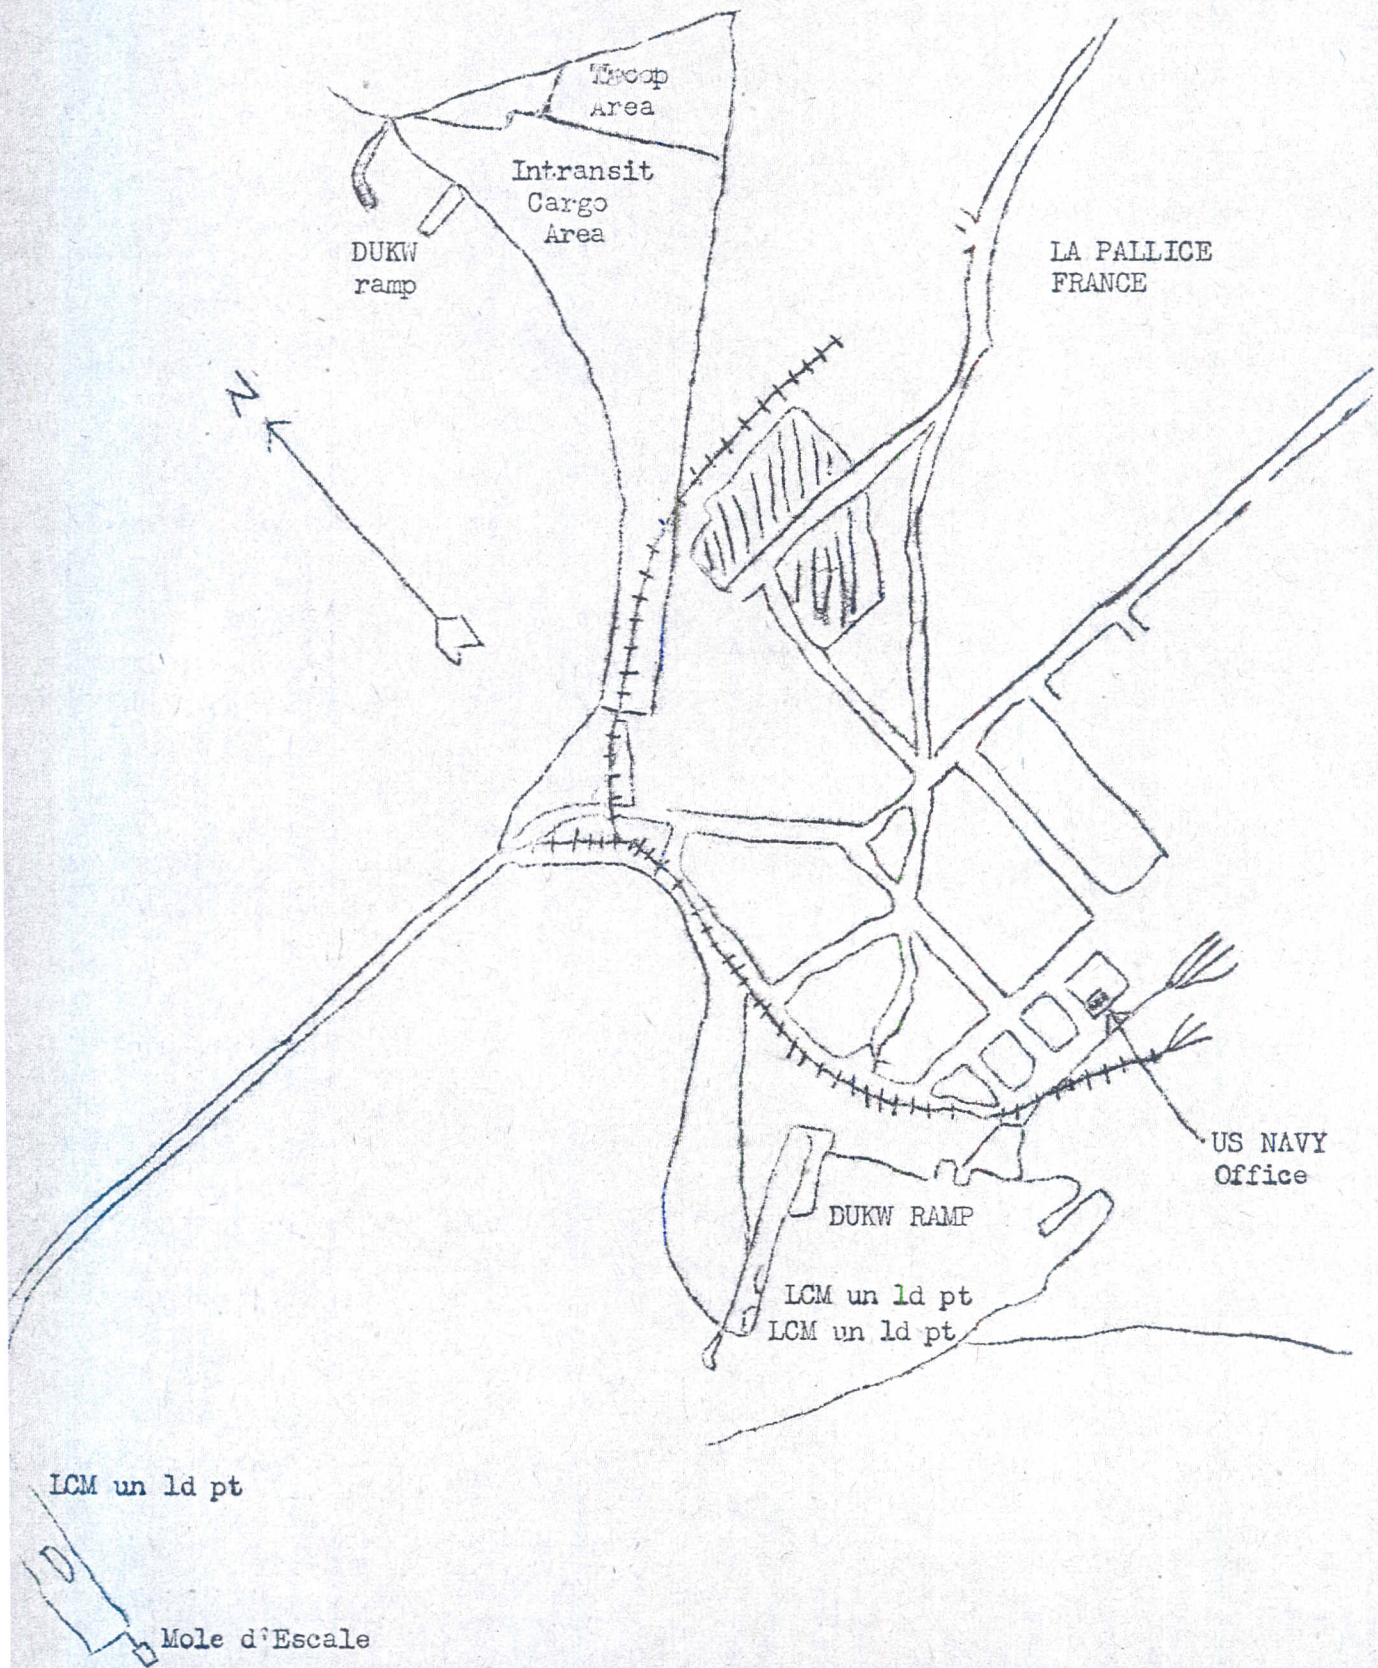 Troop
Area
Intransit
Cargo
Area
DUKW
ramp
LA PALLICE
FRANCE
N
US NAVY
Office
DUKW RAMP
LCM un ld pt
LCM un ld pt
LCM un ld pt
Mole d'Escale